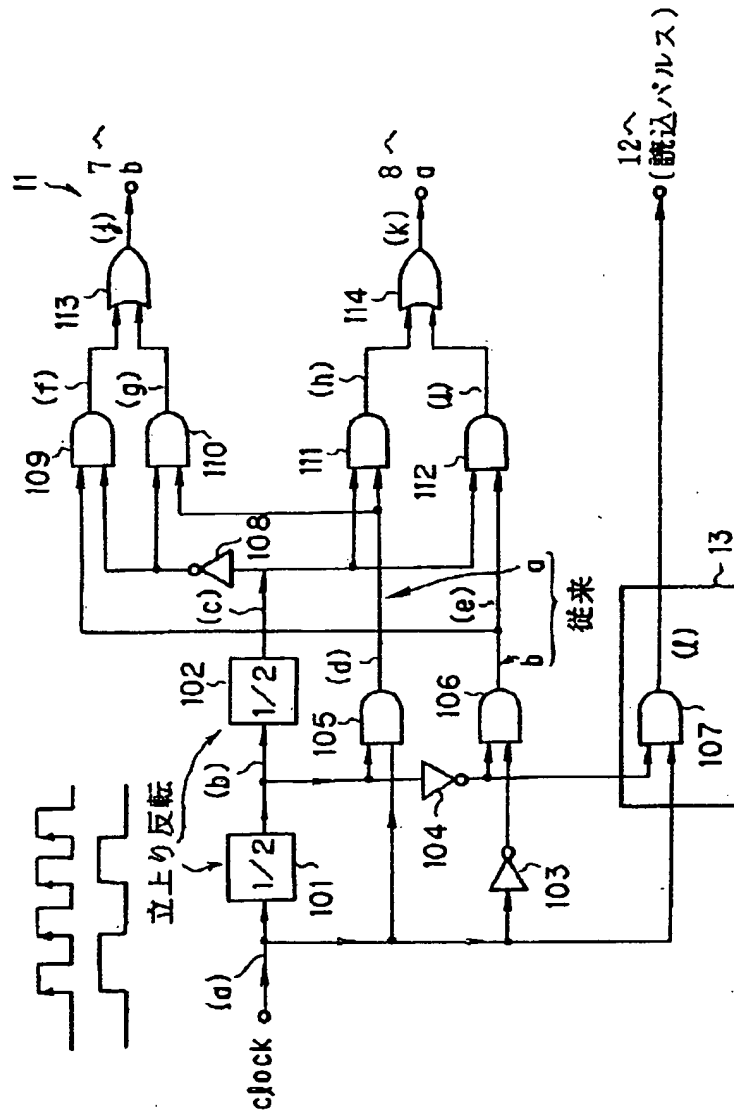 11
立上り反転
7へ
b
(j)
113
(f)
109
(g)
110
108
(c)
102
1/2
(b)
1/2
101
(a)
clock
8へ
a
(k)
114
(h)
111
(i)
112
(d)
105
a
(e)
b
従来
104
106
103
12へ
(読込パルス)
13
(l)
107